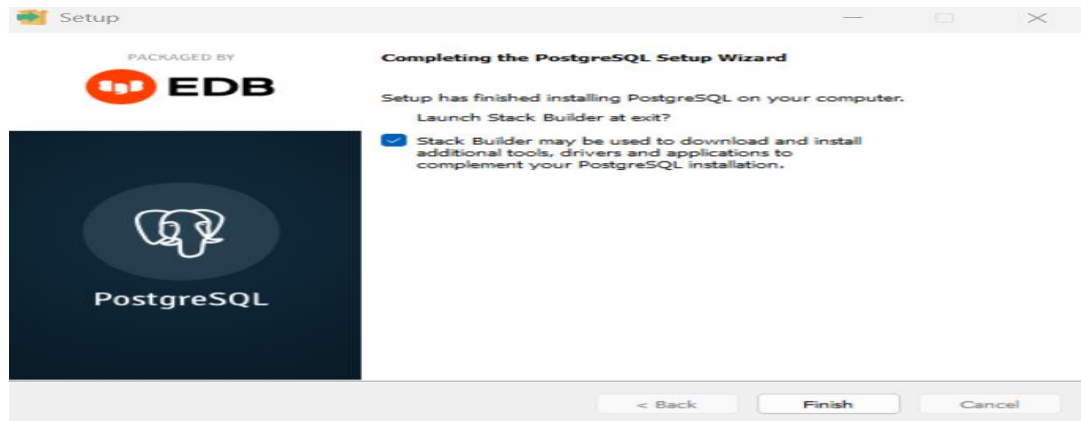 Setup
PACKAGED BY
EDB
PostgreSQL
Completing the PostgreSQL Setup Wizard
Setup has finished installing PostgreSQL on your computer.
Launch Stack Builder at exit?
Stack Builder may be used to download and install
additional tools, drivers and applications to
complement your PostgreSQL installation.
< Back
Finish
Cancel